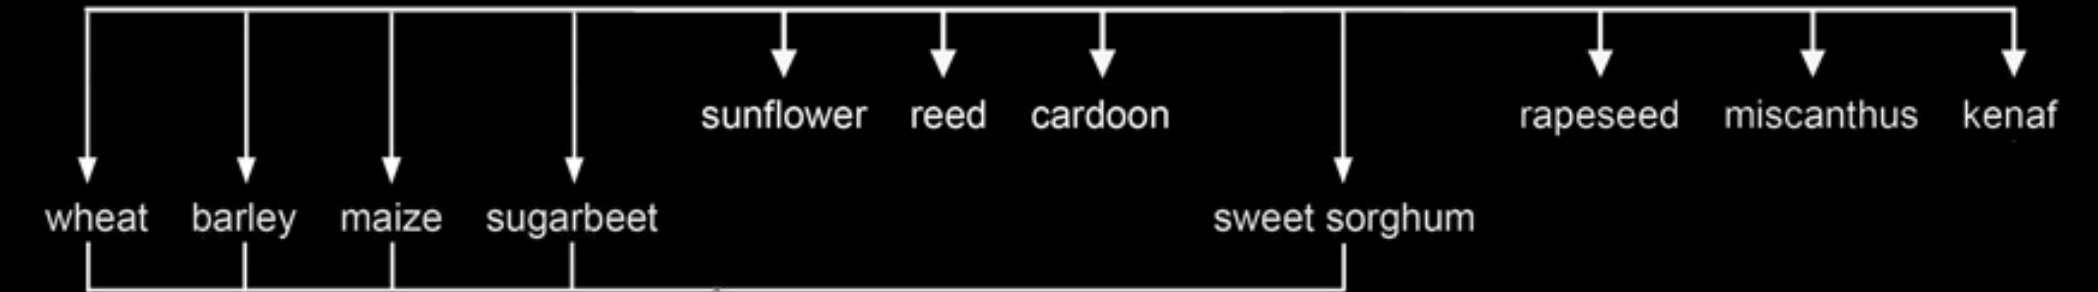 sunflower reed cardoon rapeseed miscanthus kenaf
wheat barley maize sugarbeet sweet sorghum